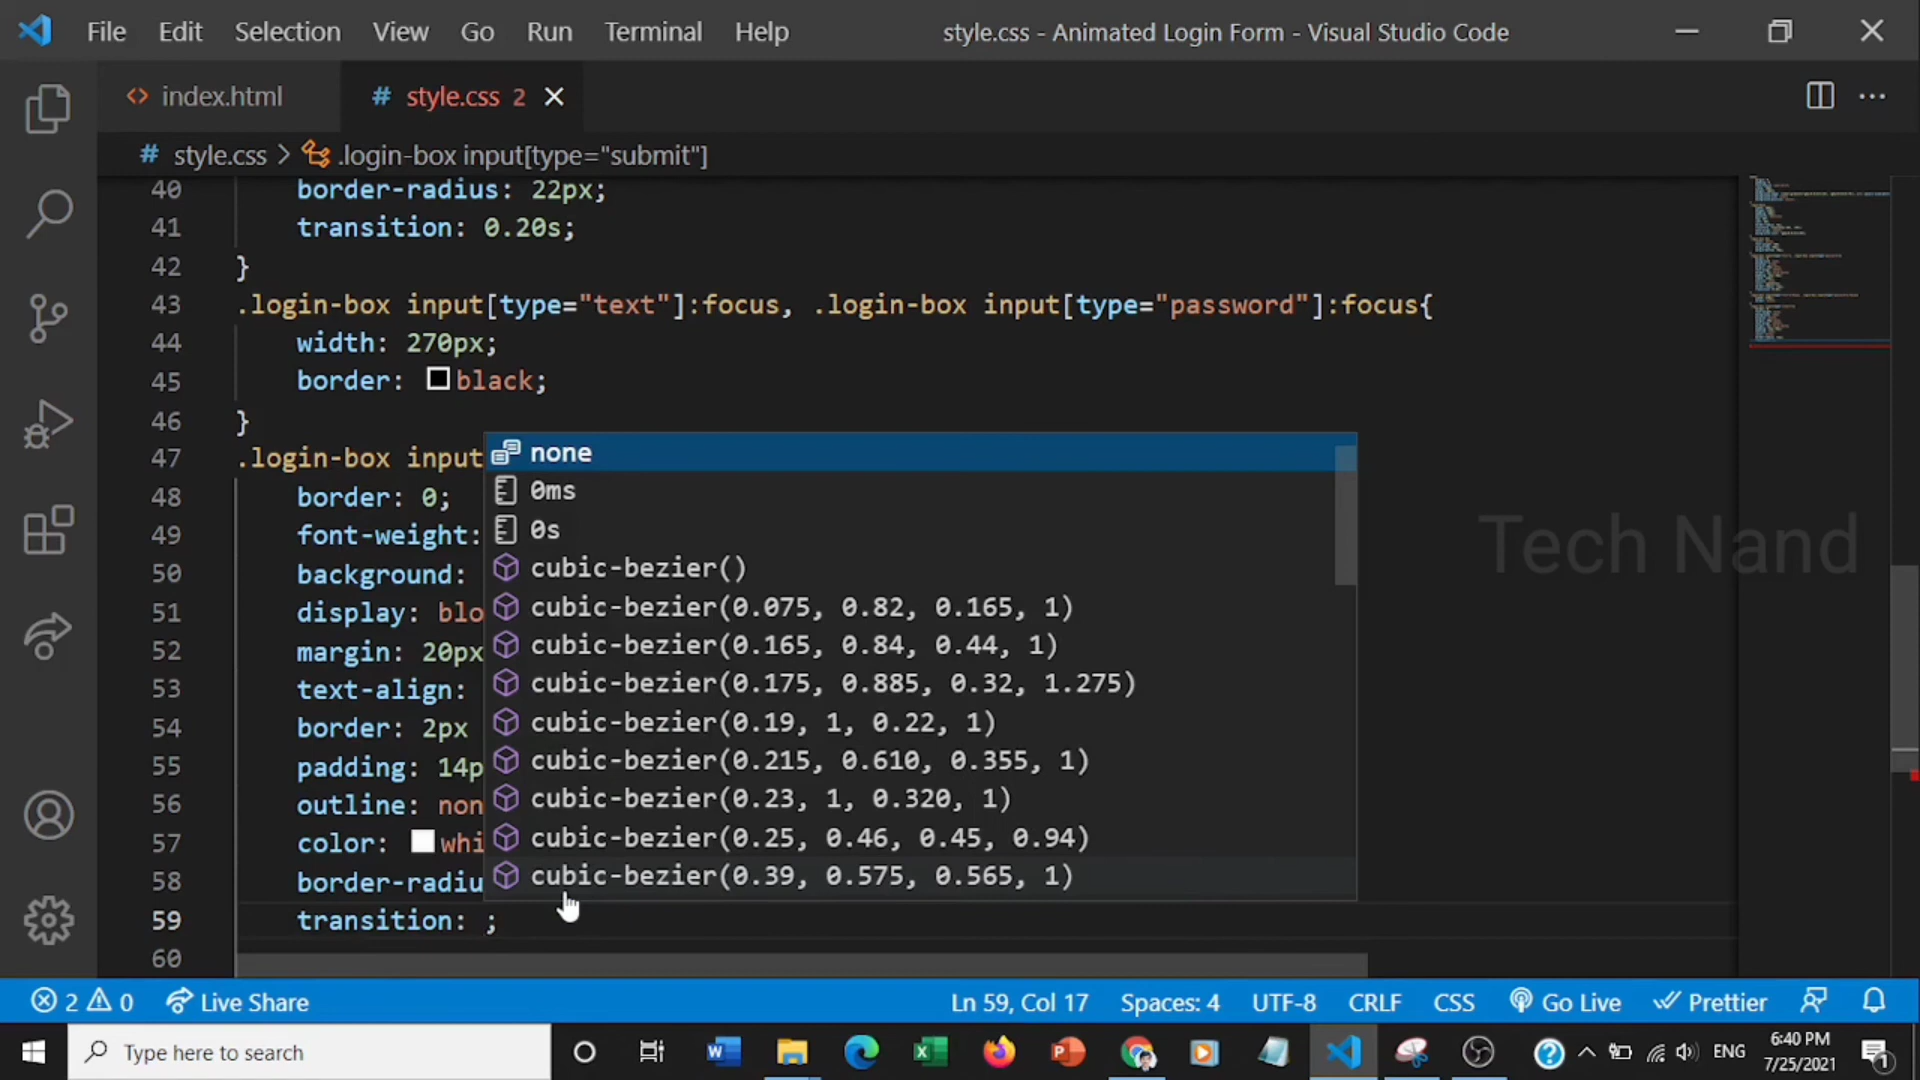 File Edit Selection View Go Run Terminal Help style.css - Animated Login Form - Visual Studio Code
<> index.html # style.css 2
# style.css > .login-box input[type="submit"]
40 border-radius: 22px;
41 transition: 0.20s;
42 }
43 .login-box input[type="text"]:focus, .login-box input[type="password"]:focus{
44 width: 270px;
45 border: black;
46 }
47 .login-box input
48 border: 0;
49 font-weight:
50 background:
51 display: blo
52 margin: 20px
53 text-align:
54 border: 2px
55 padding: 14p
56 outline: non
57 color: whi
58 border-radiu
59 transition: ;
60
none
0ms
0s
cubic-bezier()
cubic-bezier(0.075, 0.82, 0.165, 1)
cubic-bezier(0.165, 0.84, 0.44, 1)
cubic-bezier(0.175, 0.885, 0.32, 1.275)
cubic-bezier(0.19, 1, 0.22, 1)
cubic-bezier(0.215, 0.610, 0.355, 1)
cubic-bezier(0.23, 1, 0.320, 1)
cubic-bezier(0.25, 0.46, 0.45, 0.94)
cubic-bezier(0.39, 0.575, 0.565, 1)
Tech Nand
2 0 Live Share Ln 59, Col 17 Spaces: 4 UTF-8 CRLF CSS Go Live Prettier
Type here to search ENG 6:40 PM
7/25/2021 1